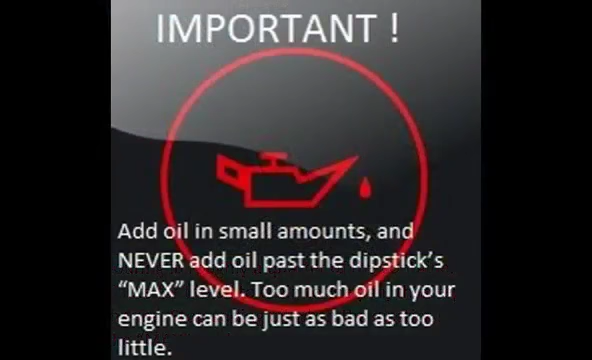 IMPORTANT !
Add oil in small amounts, and
NEVER add oil past the dipstick's
“MAX” level. Too much oil in your
engine can be just as bad as too
little.